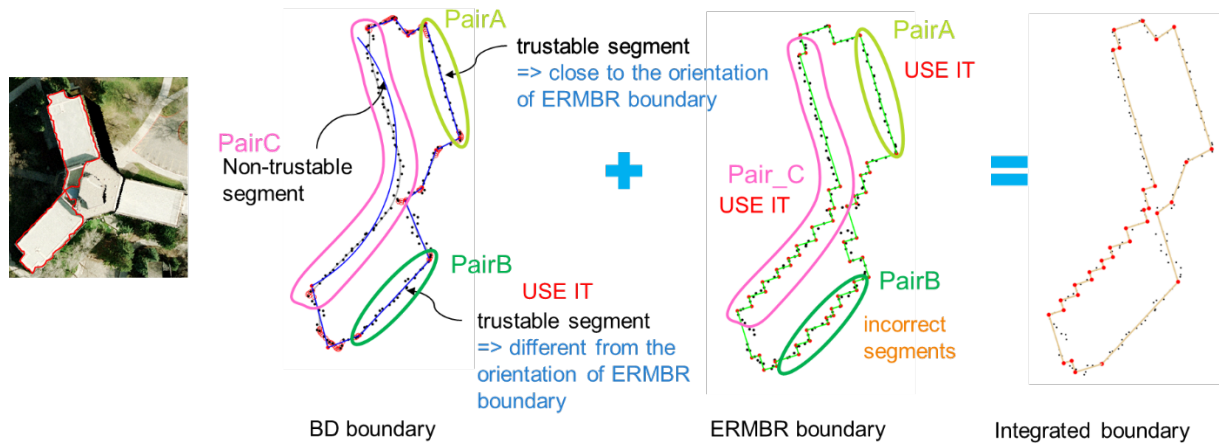 PairA
trustable segment
=> close to the orientation
of ERMBR boundary
PairC
Non-trustable
segment
PairB
USE IT
trustable segment
=> different from the
orientation of ERMBR
boundary
BD boundary
PairA
USE IT
Pair_C
USE IT
PairB
incorrect
segments
ERMBR boundary
Integrated boundary